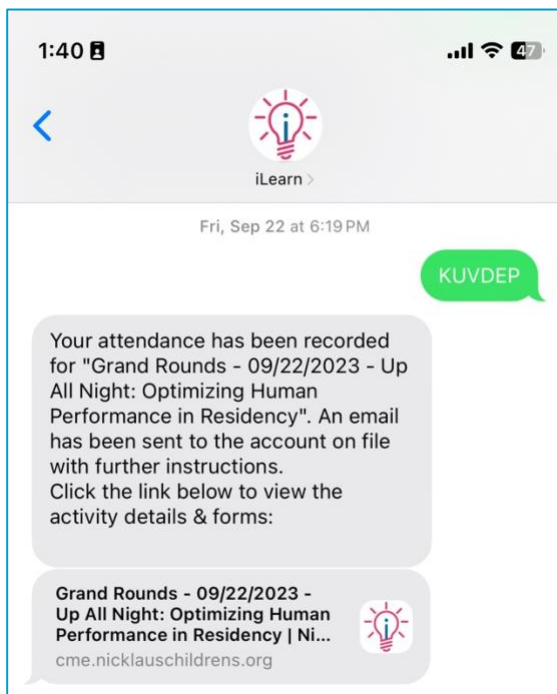 1:40
47
i
iLearn >
Fri, Sep 22 at 6:19 PM
KUVDEP
Your attendance has been recorded
for "Grand Rounds - 09/22/2023 - Up
All Night: Optimizing Human
Performance in Residency". An email
has been sent to the account on file
with further instructions.
Click the link below to view the
activity details & forms:
Grand Rounds - 09/22/2023 -
Up All Night: Optimizing Human
Performance in Residency | Ni...
cme.nicklauschildrens.org
i